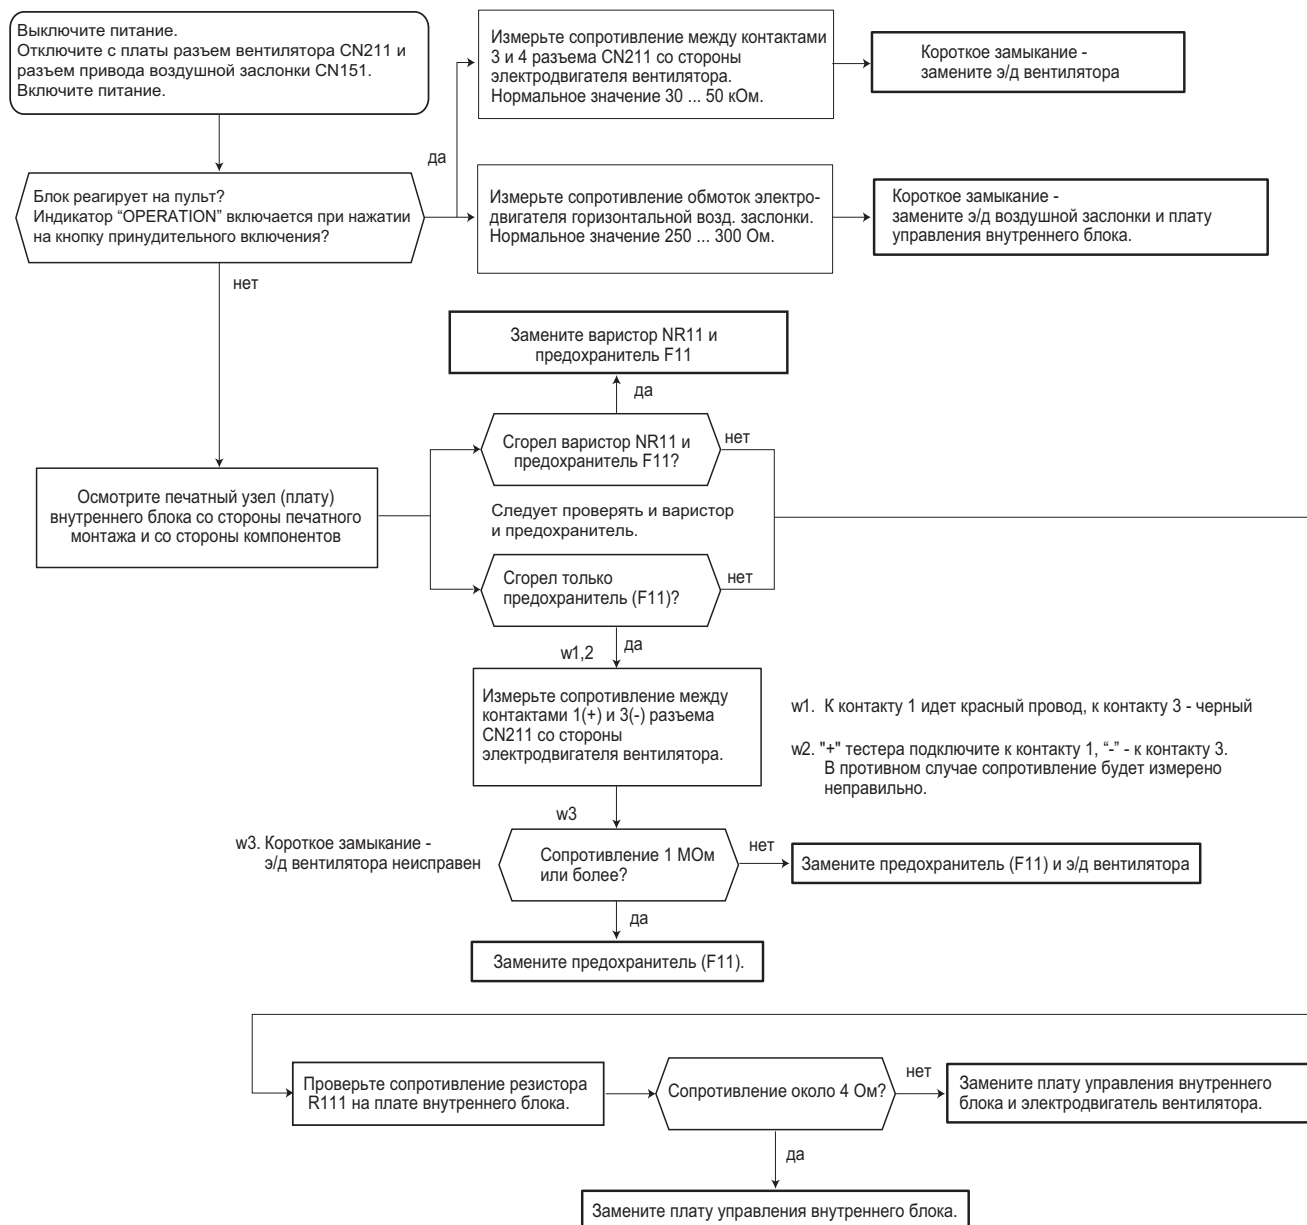 Выключите питание.
Отключите с платы разъем вентилятора CN211 и
разъем привода воздушной заслонки CN151.
Включите питание.
Измерьте сопротивление между контактами
3 и 4 разъема CN211 со стороны
электродвигателя вентилятора.
Нормальное значение 30 ... 50 кОм.
Короткое замыкание -
замените э/д вентилятора
да
Блок реагирует на пульт?
Индикатор “OPERATION” включается при нажатии
на кнопку принудительного включения?
Измерьте сопротивление обмоток электро-
двигателя горизонтальной возд. заслонки.
Нормальное значение 250 ... 300 Ом.
Короткое замыкание -
замените э/д воздушной заслонки и плату
управления внутреннего блока.
нет
Замените варистор NR11 и
предохранитель F11
да
Сгорел варистор NR11 и
предохранитель F11?
нет
Осмотрите печатный узел (плату)
внутреннего блока со стороны печатного
монтажа и со стороны компонентов
Следует проверять и варистор
и предохранитель.
Сгорел только
предохранитель (F11)?
нет
да
w1,2
Измерьте сопротивление между
контактами 1(+) и 3(-) разъема
CN211 со стороны
электродвигателя вентилятора.
w1. К контакту 1 идет красный провод, к контакту 3 - черный
w2. "+" тестера подключите к контакту 1, “-” - к контакту 3.
В противном случае сопротивление будет измерено
неправильно.
w3
w3. Короткое замыкание -
э/д вентилятора неисправен
Сопротивление 1 МОм
или более?
нет
Замените предохранитель (F11) и э/д вентилятора
да
Замените предохранитель (F11).
Проверьте сопротивление резистора
R111 на плате внутреннего блока.
Сопротивление около 4 Ом?
нет
Замените плату управления внутреннего
блока и электродвигатель вентилятора.
да
Замените плату управления внутреннего блока.